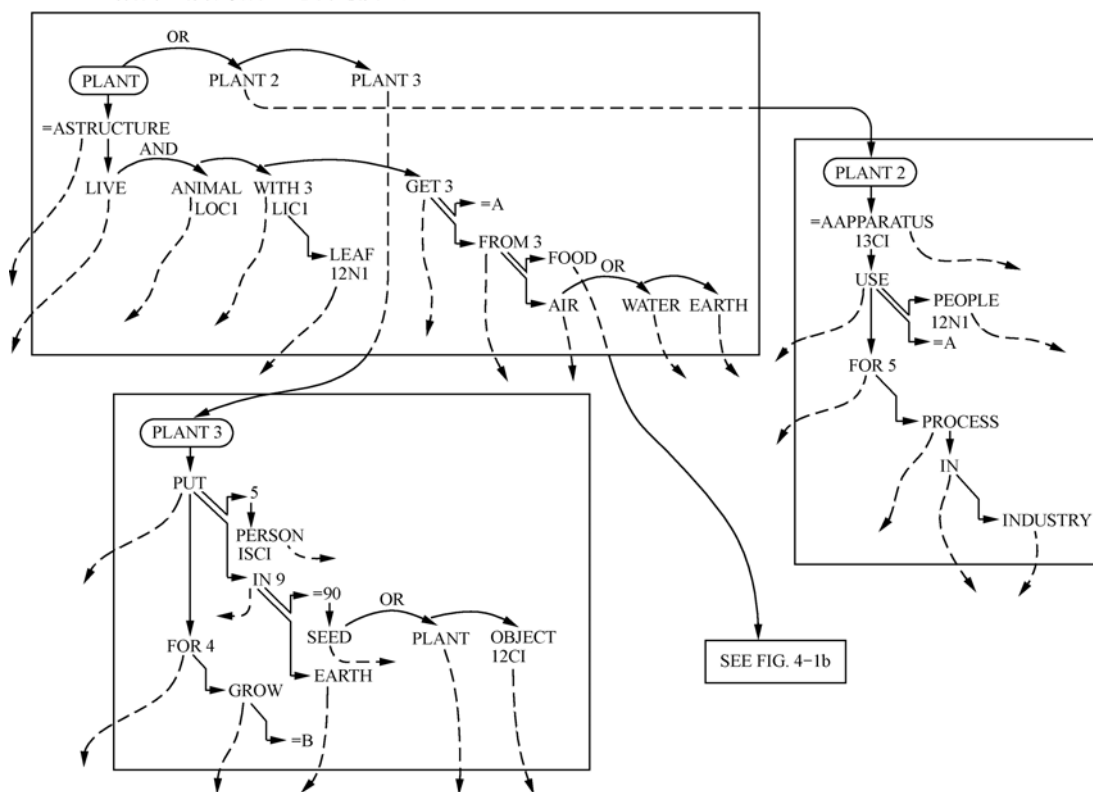 OR
PLANT
PLANT 2
PLANT 3
=ASTRUCTURE
AND
LIVE
ANIMAL
LOC1
WITH 3
LIC1
GET 3
=A
LEAF
12N1
FROM 3
FOOD
OR
AIR
WATER
EARTH
PLANT 2
=AAPPARATUS
13CI
USE
PEOPLE
12N1
=A
FOR 5
PROCESS
IN
INDUSTRY
PLANT 3
PUT
5
PERSON
ISCI
IN 9
=90
OR
SEED
PLANT
OBJECT
12CI
FOR 4
EARTH
GROW
=B
SEE FIG. 4-1b